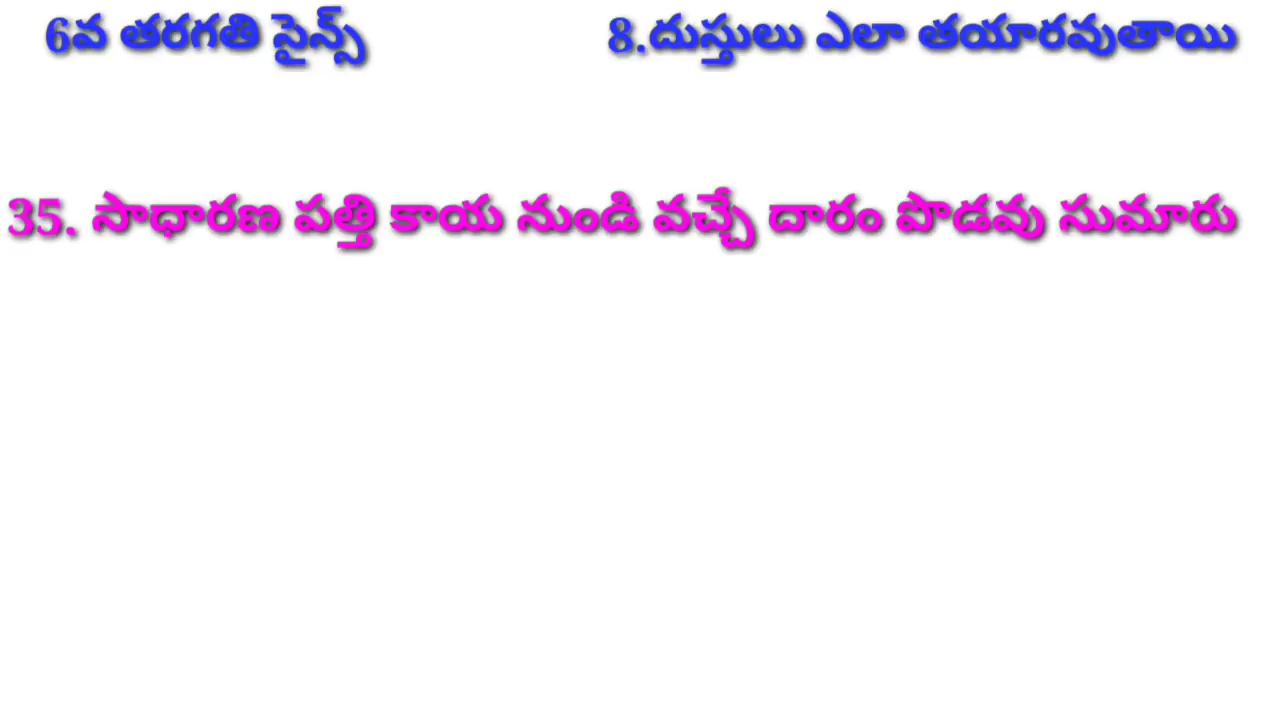 6వ తరగతి సైన్స్ 8.దుస్తులు ఎలా తయారవుతాయి
35. సాధారణ పత్తి కాయ నుండి వచ్చే దారం పొడవు సుమారు